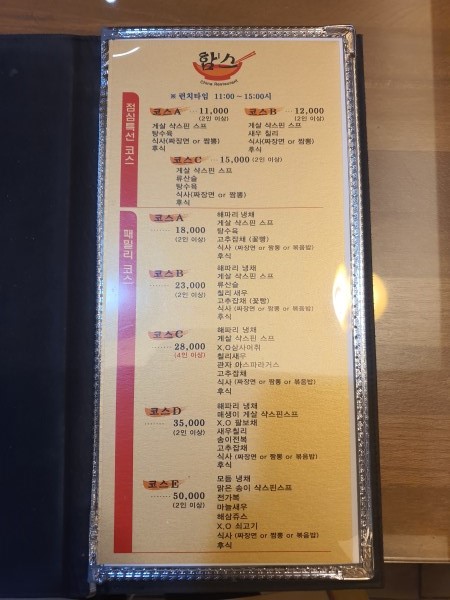 함's
China Restaurant
※ 런치타임 11:00 ~ 15:00시
점심특선 코스
코스A ···· 11,000
(2인 이상)
게살 삭스핀 스프
탕수육
식사(짜장면 or 짬뽕)
후식
코스B ···· 12,000
(2인 이상)
게살 삭스핀 스프
새우 칠리
식사(짜장면 or 짬뽕)
후식
코스C ···· 15,000 (2인 이상)
게살 삭스핀 스프
류산슬
탕수육
식사(짜장면 or 짬뽕)
후식
패밀리 코스
코스A
········ 18,000
(2인 이상)
해파리 냉채
게살 삭스핀 스프
탕수육
고추잡채 (꽃빵)
식사 (짜장면 or 짬뽕 or 볶음밥)
후식
코스B
········ 23,000
(2인 이상)
해파리 냉채
게살 삭스핀 스프
류산슬
칠리 새우
고추잡채 (꽃빵)
식사 (짜장면 or 짬뽕 or 볶음밥)
후식
코스C
········ 28,000
(4인 이상)
해파리 냉채
게살 삭스핀 스프
X.O삼사어취
칠리새우
관자 아스파라거스
고추잡채
식사 (짜장면 or 짬뽕 or 볶음밥)
후식
코스D
········ 35,000
(2인 이상)
해파리 냉채
매생이 게살 삭스핀스프
X.O 팔보채
새우칠리
송이전복
고추잡채
식사 (짜장면 or 짬뽕 or 볶음밥)
후식
코스E
········ 50,000
(2인 이상)
모듬 냉채
맑은 송이 삭스핀스프
전가복
마늘새우
해삼쥬스
X.O 쇠고기
식사 (짜장면 or 짬뽕 or 볶음밥)
후식